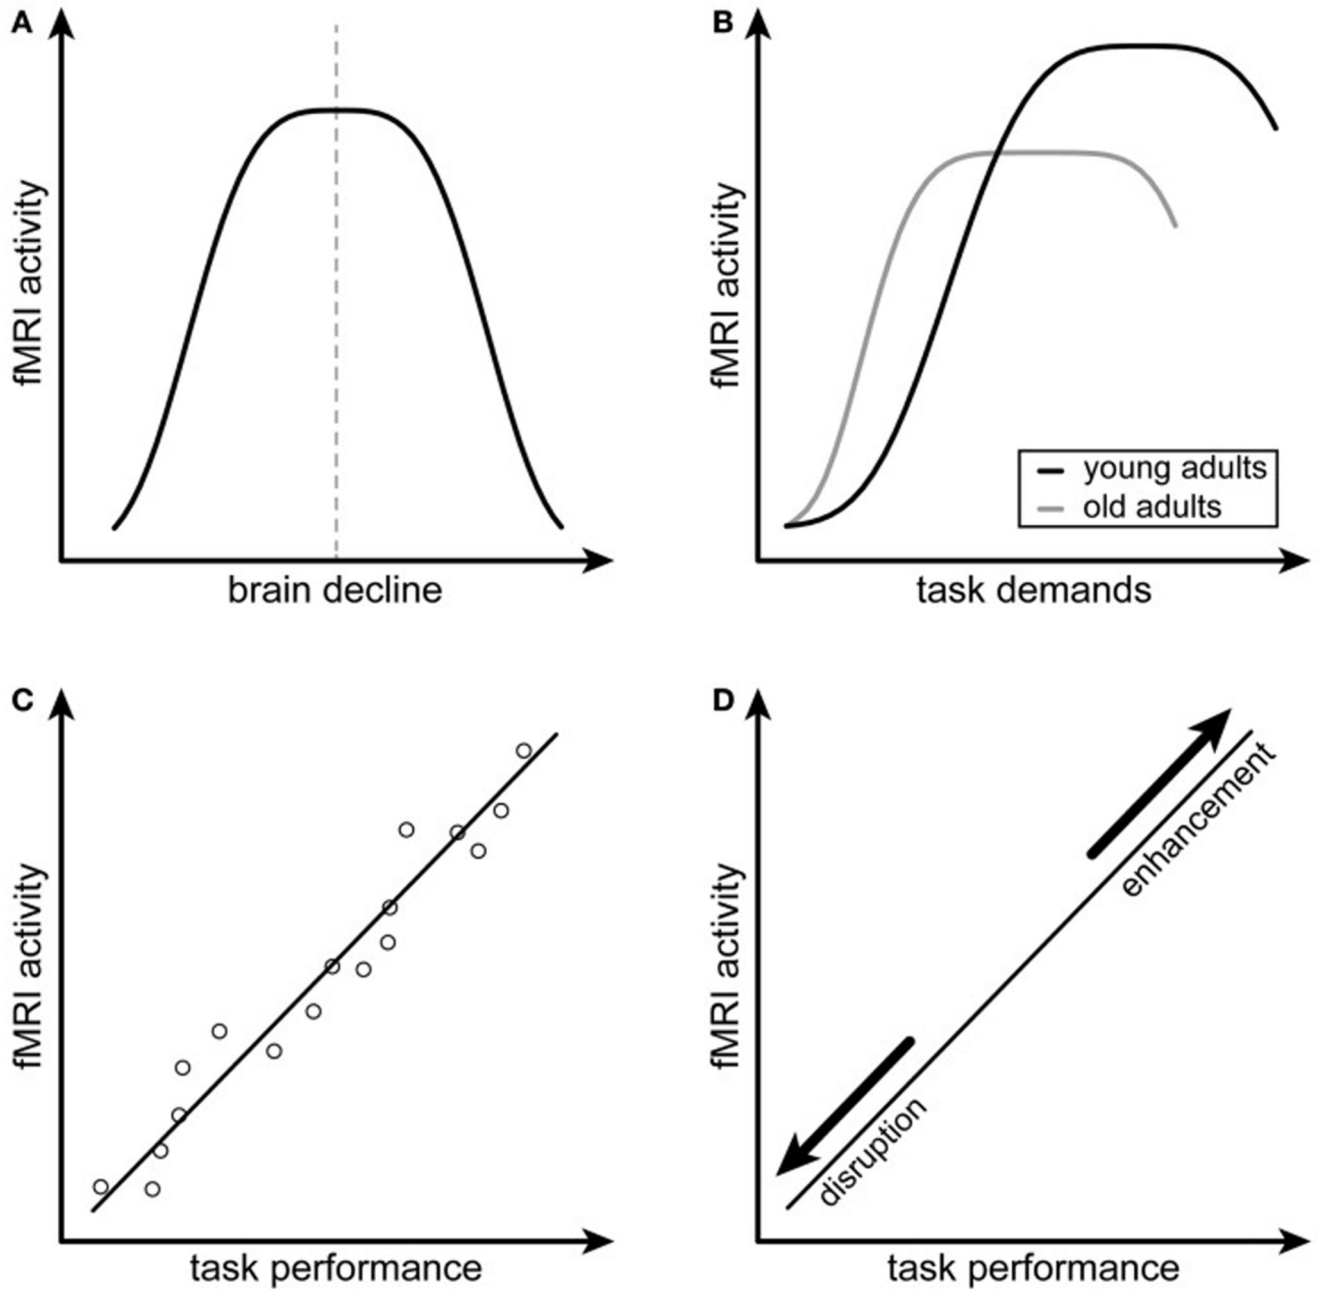 A
fMRI activity
brain decline
B
fMRI activity
young adults
old adults
task demands
C
fMRI activity
task performance
D
fMRI activity
enhancement
disruption
task performance